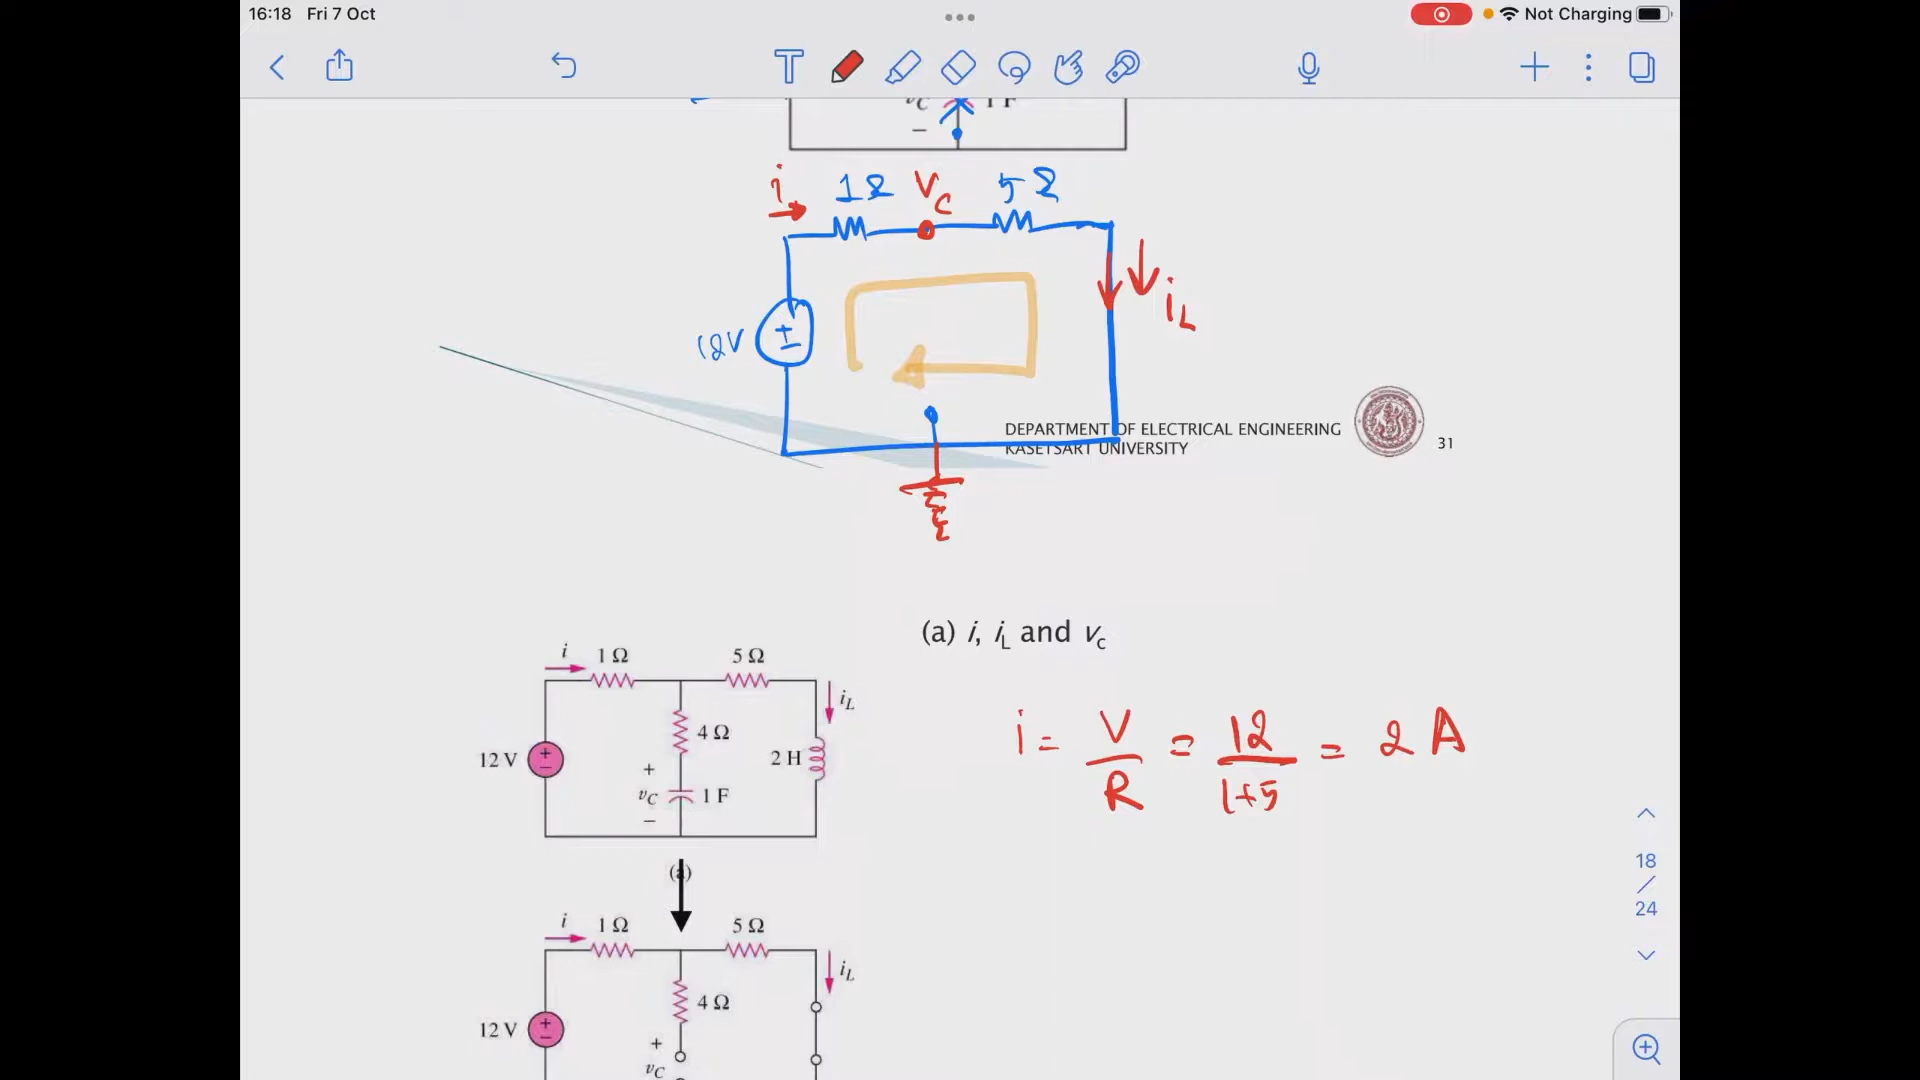 16:18 Fri 7 Oct
Not Charging
vC 1 F
−
i 1Ω VC 5Ω
iL
12V
+
−
DEPARTMENT OF ELECTRICAL ENGINEERING
KASETSART UNIVERSITY
31
(a) i, iL and vc
i 1 Ω 5 Ω
iL
4 Ω
12 V + − 2 H
+
vC 1 F
−
i = V/R = 12/(1+5) = 2 A
(a)
18
/
24
i 1 Ω 5 Ω
iL
4 Ω
12 V + −
+
vC